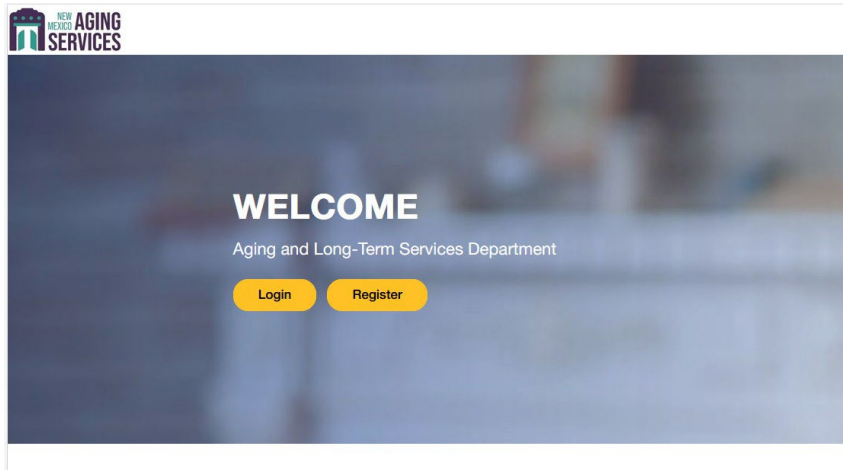 NEW MEXICO AGING
SERVICES
WELCOME
Aging and Long-Term Services Department
Login Register